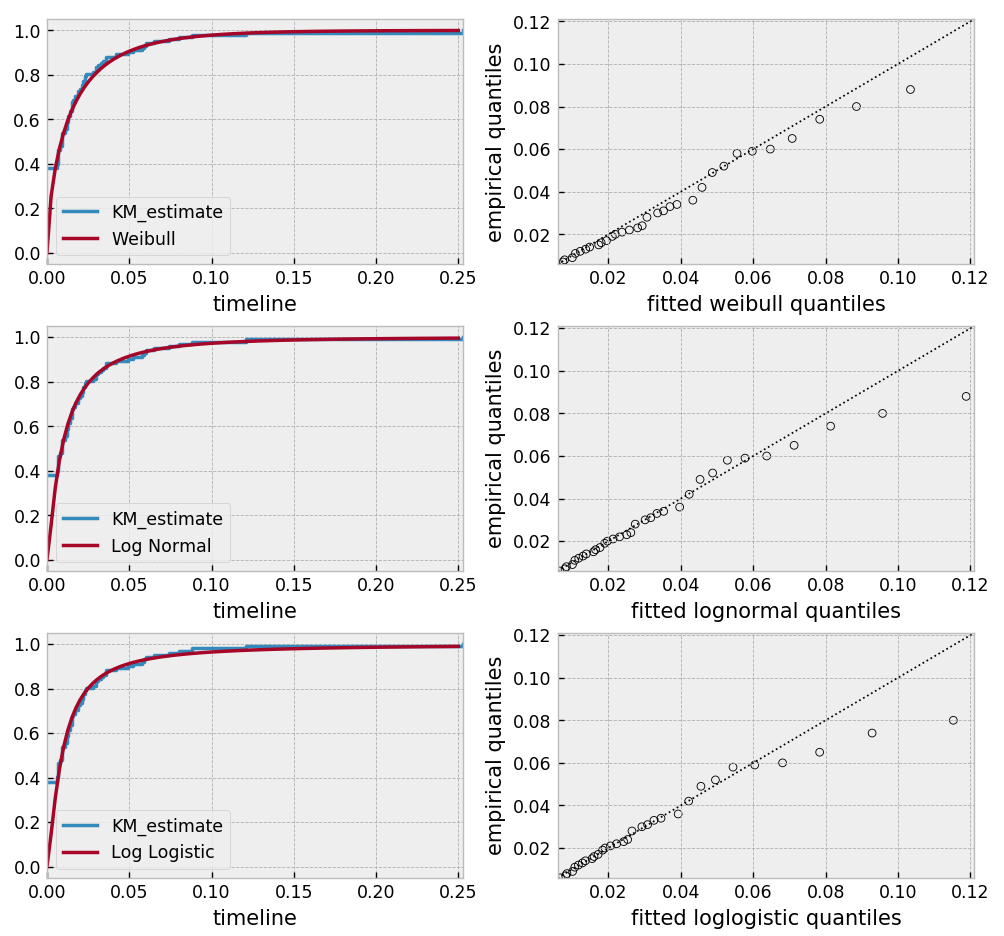 1.0
0.8
0.6
0.4
0.2
0.0
KM_estimate
Weibull
0.00 0.05 0.10 0.15 0.20 0.25
timeline
empirical quantiles
0.12
0.10
0.08
0.06
0.04
0.02
0.02 0.04 0.06 0.08 0.10 0.12
fitted weibull quantiles
1.0
0.8
0.6
0.4
0.2
0.0
KM_estimate
Log Normal
0.00 0.05 0.10 0.15 0.20 0.25
timeline
empirical quantiles
0.12
0.10
0.08
0.06
0.04
0.02
0.02 0.04 0.06 0.08 0.10 0.12
fitted lognormal quantiles
1.0
0.8
0.6
0.4
0.2
0.0
KM_estimate
Log Logistic
0.00 0.05 0.10 0.15 0.20 0.25
timeline
empirical quantiles
0.12
0.10
0.08
0.06
0.04
0.02
0.02 0.04 0.06 0.08 0.10 0.12
fitted loglogistic quantiles